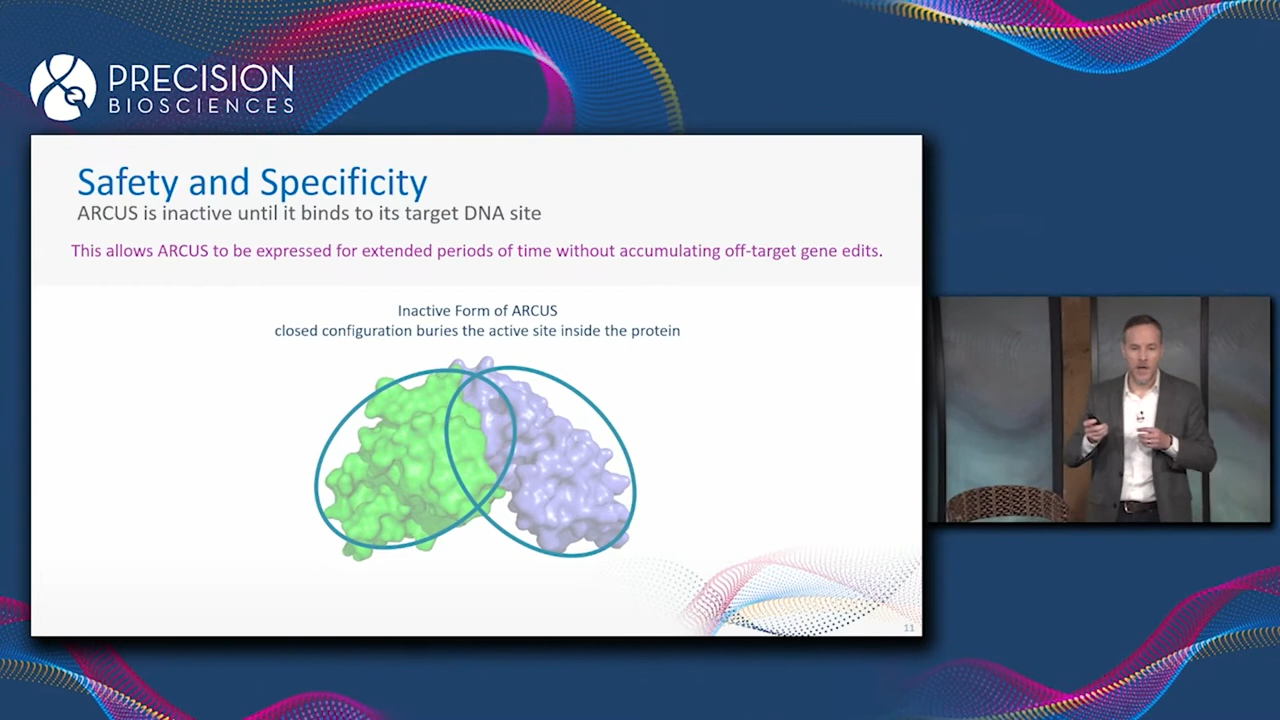 PRECISION
BIOSCIENCES
Safety and Specificity
ARCUS is inactive until it binds to its target DNA site
This allows ARCUS to be expressed for extended periods of time without accumulating off-target gene edits.
Inactive Form of ARCUS
closed configuration buries the active site inside the protein
11